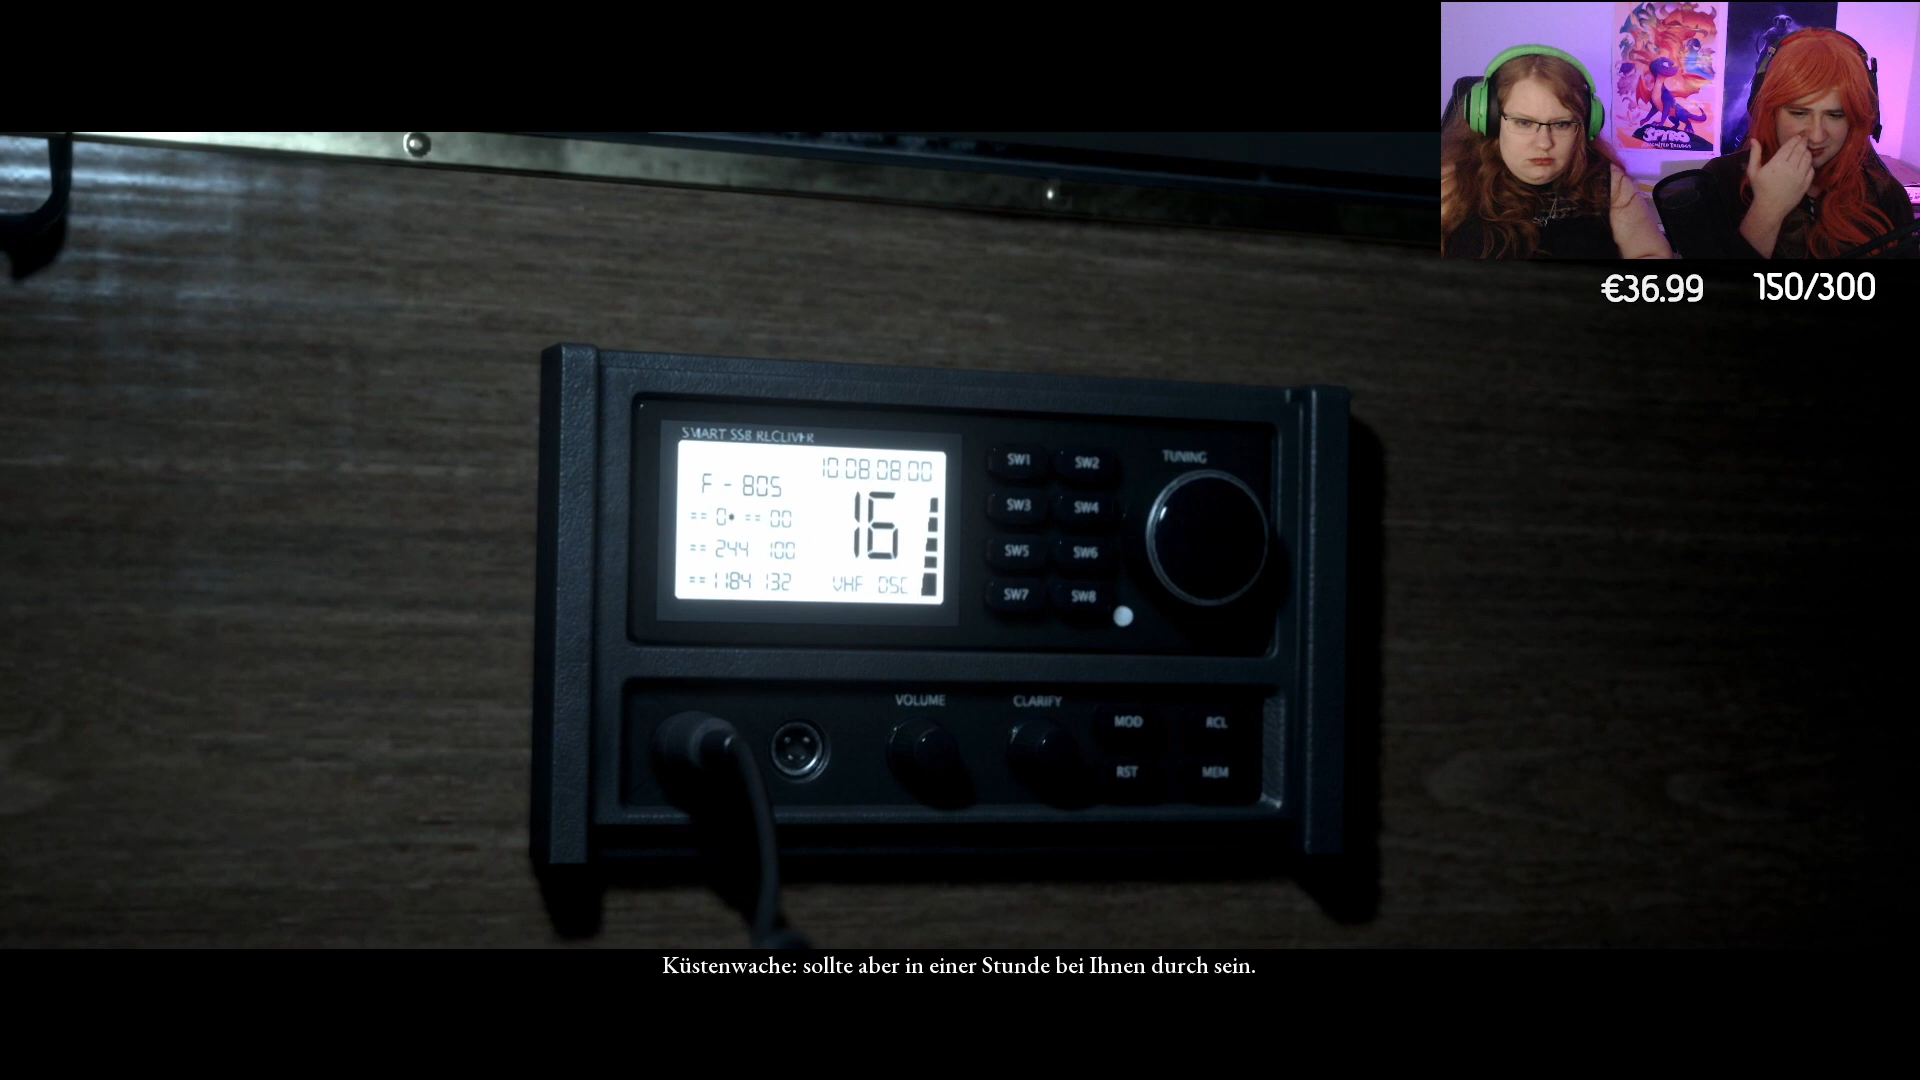 SPYRO
€36.99
150/300
SMART SSB RECEIVER
10 08 08 00
F - 805
16
== 0• == 00
== 244 100
== 1184 132
VHF DSC
SW1
SW2
SW3
SW4
SW5
SW6
SW7
SW8
TUNING
VOLUME
CLARIFY
MOD
RCL
RST
MEM
Küstenwache: sollte aber in einer Stunde bei Ihnen durch sein.